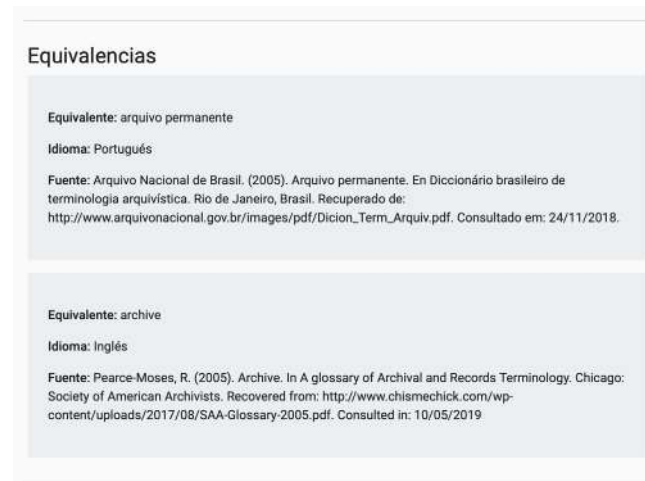 Equivalencias
Equivalente: arquivo permanente
Idioma: Portugués
Fuente: Arquivo Nacional de Brasil. (2005). Arquivo permanente. En Diccionário brasileiro de
terminologia arquivística. Rio de Janeiro, Brasil. Recuperado de:
http://www.arquivonacional.gov.br/images/pdf/Dicion_Term_Arquiv.pdf. Consultado em: 24/11/2018.
Equivalente: archive
Idioma: Inglés
Fuente: Pearce-Moses, R. (2005). Archive. In A glossary of Archival and Records Terminology. Chicago:
Society of American Archivists. Recovered from: http://www.chismechick.com/wp-
content/uploads/2017/08/SAA-Glossary-2005.pdf. Consulted in: 10/05/2019